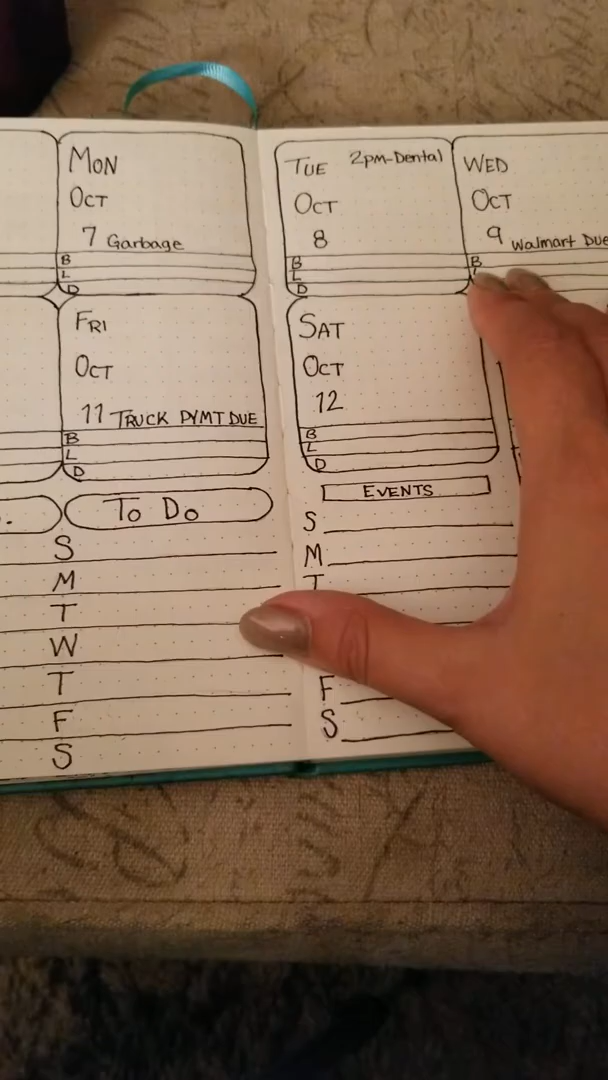 MON
OCT
7 Garbage
B
L
D
TUE 2pm-Dental
OCT
8
B
L
D
WED
OCT
9 Walmart Due
B
L
FRI
OCT
11 TRUCK PYMT DUE
B
L
D
SAT
OCT
12
B
L
D
TO DO
S
M
T
W
T
F
S
EVENTS
S
M
T
F
S